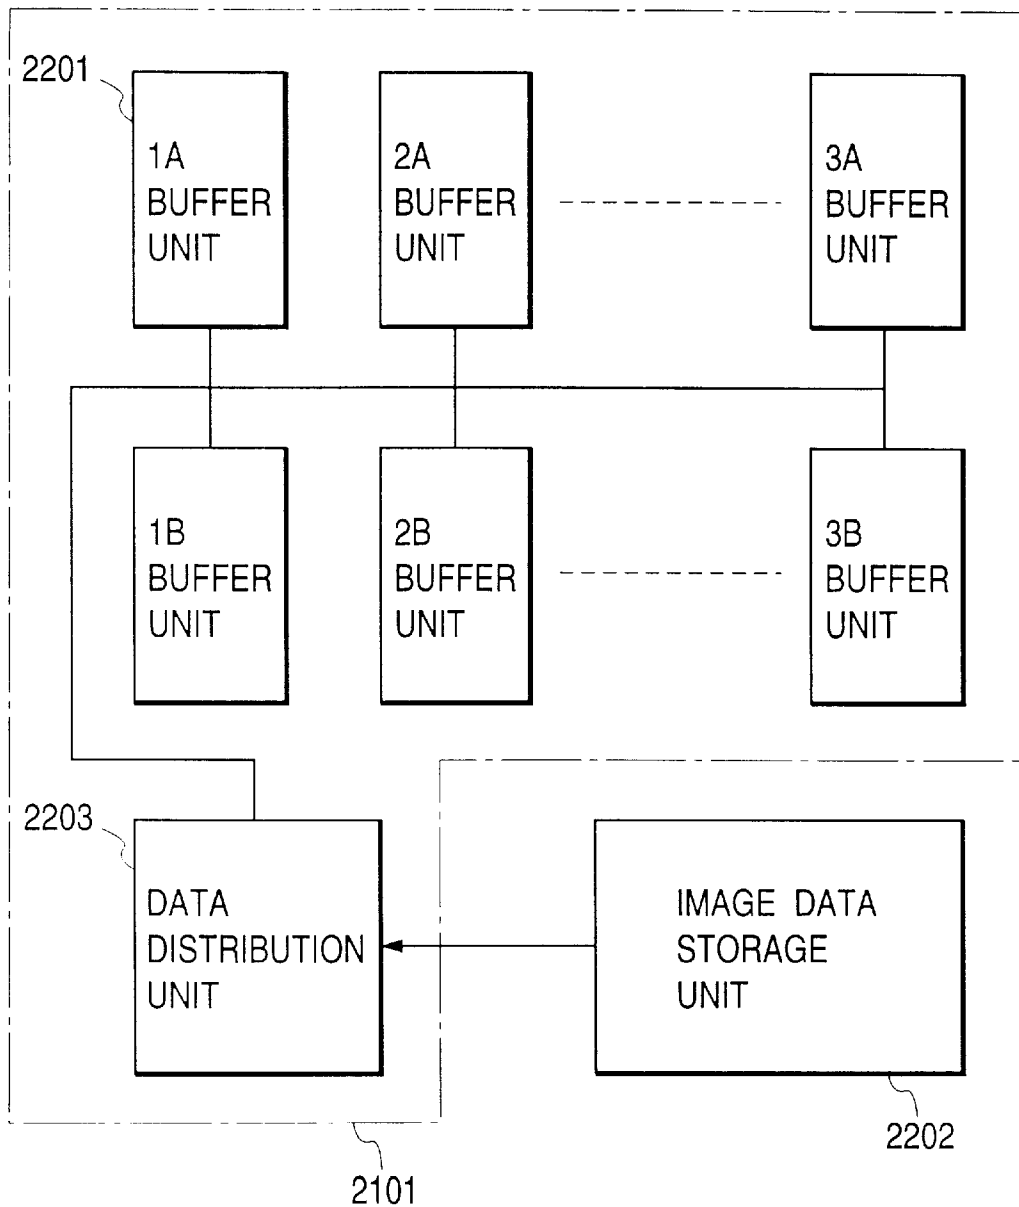 2201
1A
BUFFER
UNIT
2A
BUFFER
UNIT
3A
BUFFER
UNIT
1B
BUFFER
UNIT
2B
BUFFER
UNIT
3B
BUFFER
UNIT
2203
DATA
DISTRIBUTION
UNIT
IMAGE DATA
STORAGE
UNIT
2202
2101